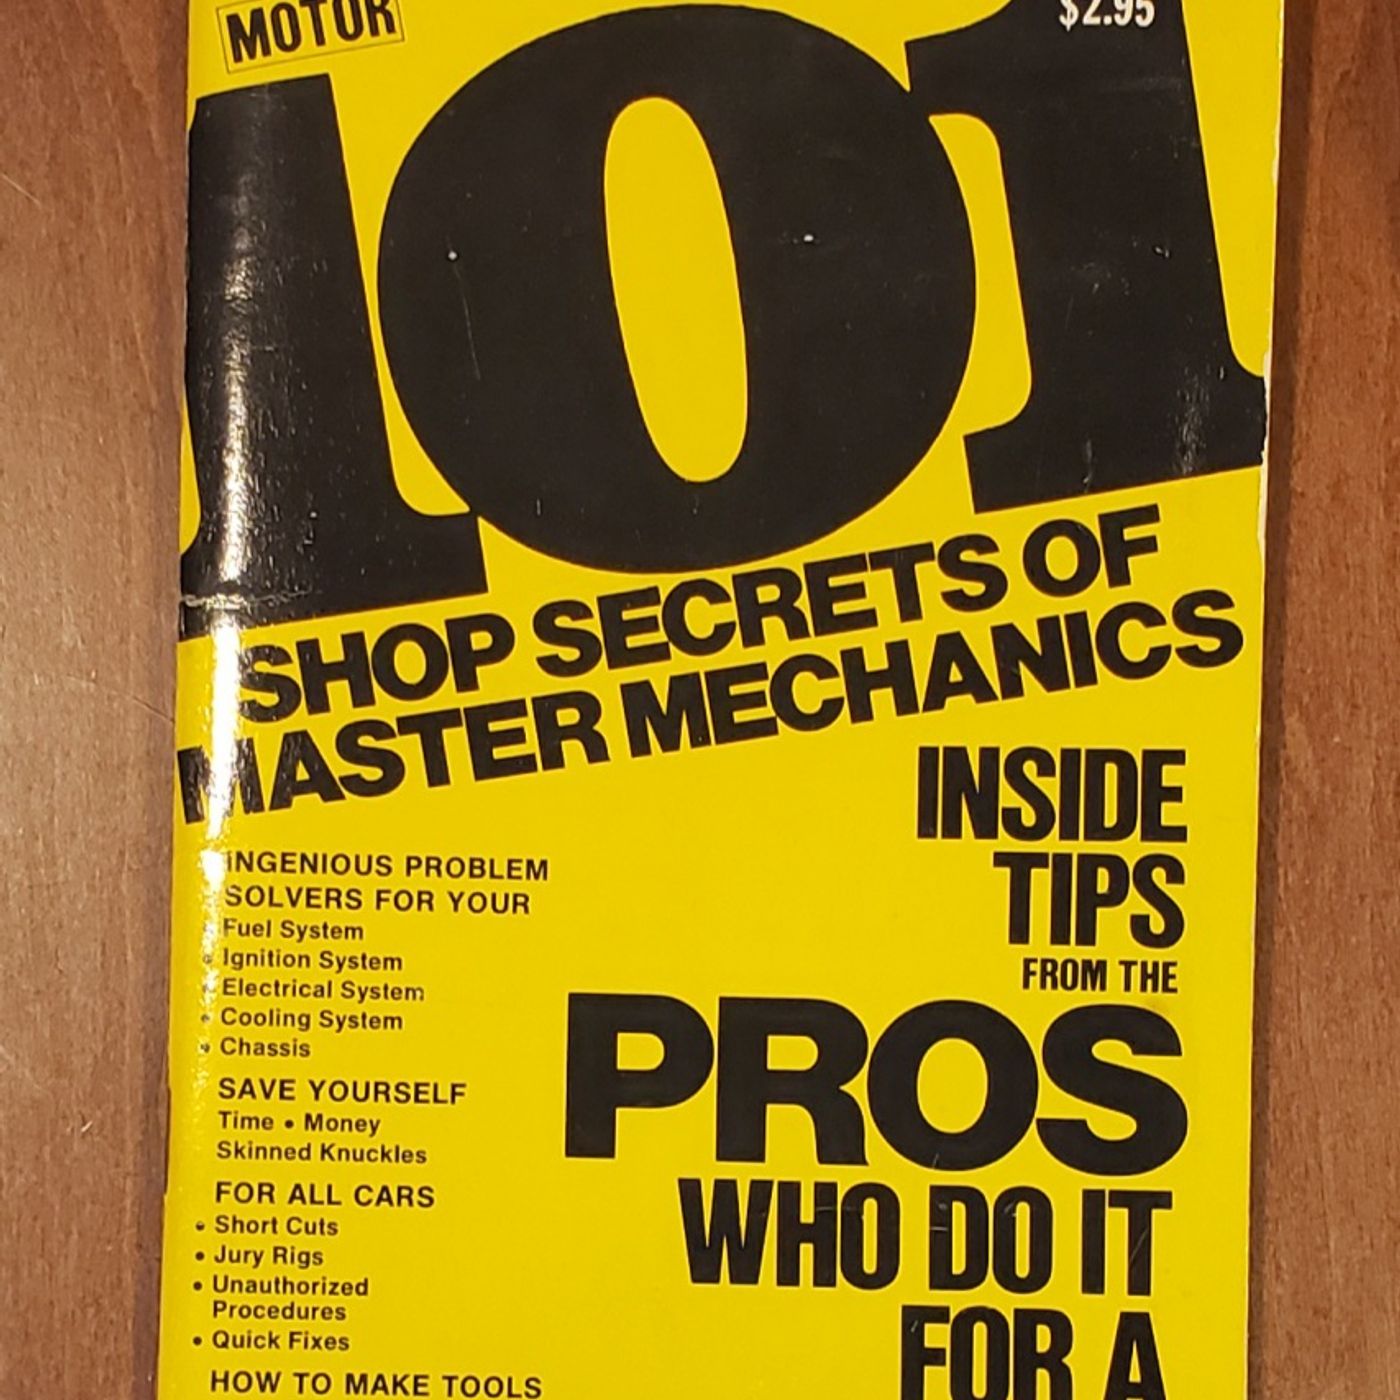 MOTOR
$2.95
101
SHOP SECRETS OF
MASTER MECHANICS
INSIDE
TIPS
FROM THE
PROS
WHO DO IT
FOR A
INGENIOUS PROBLEM
SOLVERS FOR YOUR
Fuel System
• Ignition System
• Electrical System
• Cooling System
• Chassis
SAVE YOURSELF
Time • Money
Skinned Knuckles
FOR ALL CARS
• Short Cuts
• Jury Rigs
• Unauthorized
Procedures
• Quick Fixes
HOW TO MAKE TOOLS